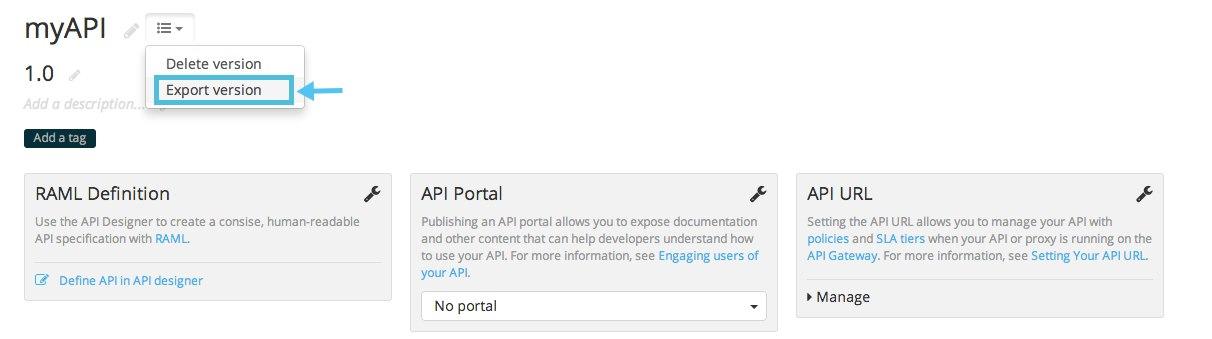 myAPI
Delete version
1.0
Export version
Add a description...
Add a tag
RAML Definition
Use the API Designer to create a consise, human-readable
API specification with RAML.
Define API in API designer
API Portal
Publishing an API portal allows you to expose documentation
and other content that can help developers understand how
to use your API. For more information, see Engaging users of
your API.
No portal
API URL
Setting the API URL allows you to manage your API with
policies and SLA tiers when your API or proxy is running on the
API Gateway. For more information, see Setting Your API URL.
Manage